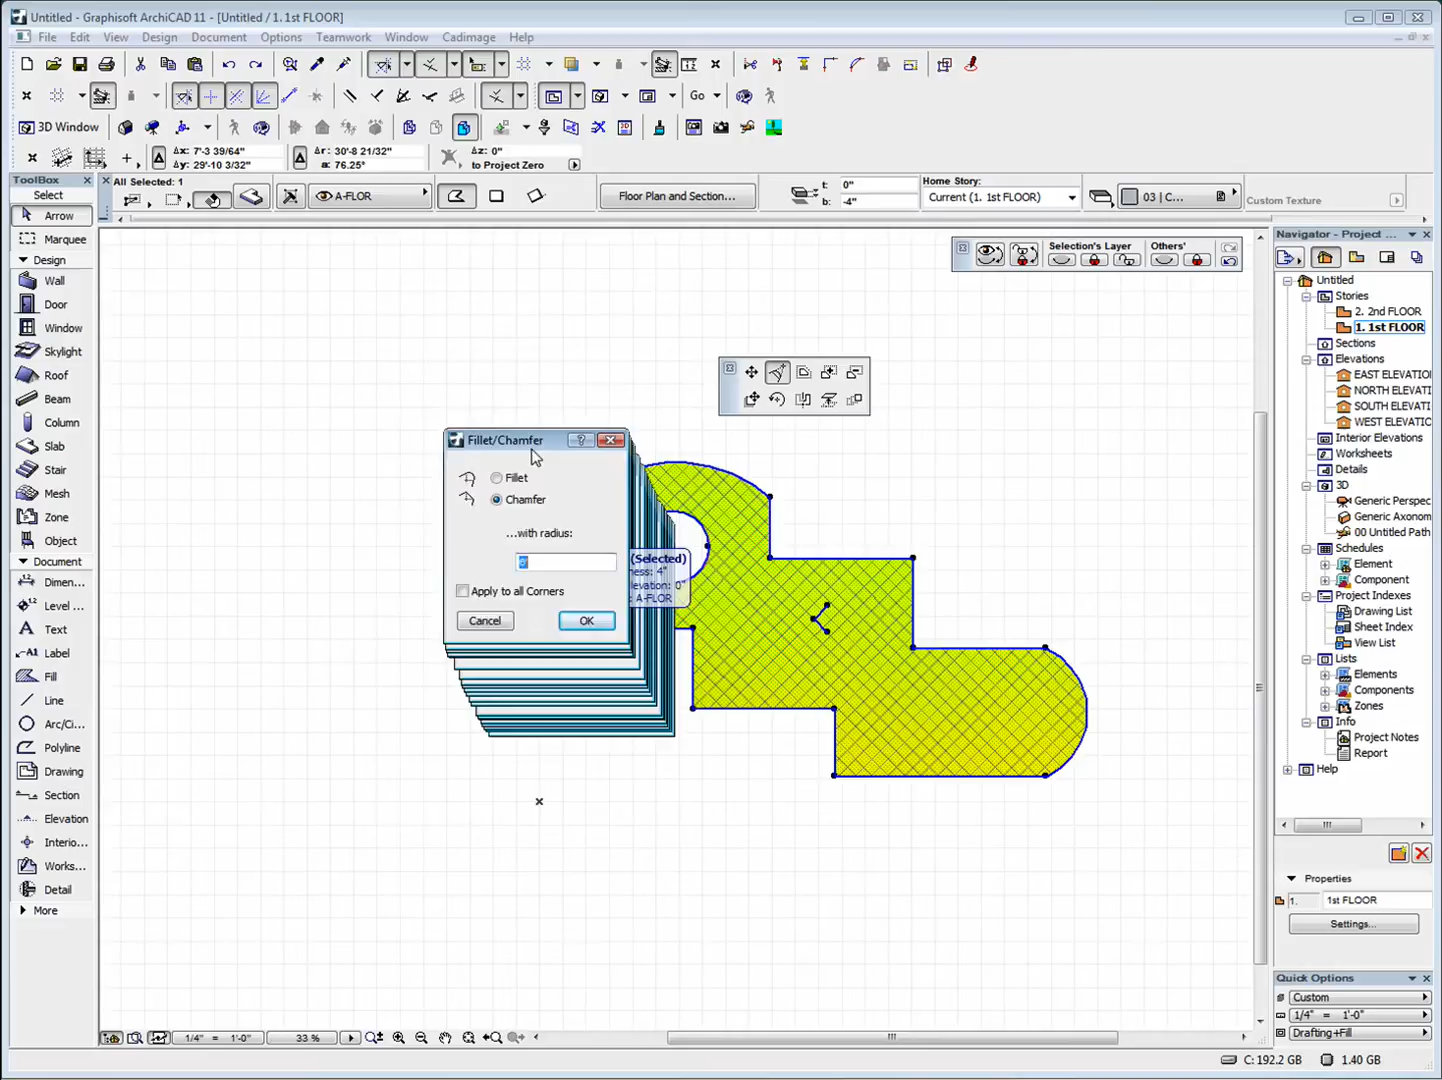 Untitled - Graphisoft ArchiCAD 11 - [Untitled / 1. 1st FLOOR]
File Edit View Design Document Options Teamwork Window Cadimage Help
Go
3D Window
Δx: 7'-3 39/64"
Δy: 29'-10 3/32"
Δr: 30'-8 21/32"
a: 76.25°
Δz: 0"
to Project Zero
ToolBox
Select
Arrow
Marquee
Design
Wall
Door
Window
Skylight
Roof
Beam
Column
Slab
Stair
Mesh
Zone
Object
Document
Dimen...
Level ...
Text
Label
Fill
Line
Arc/Ci...
Polyline
Drawing
Section
Elevation
Interio...
Works...
Detail
More
All Selected: 1
A-FLOR
Floor Plan and Section...
t: 0"
b: -4"
Home Story:
Current (1. 1st FLOOR)
03 | C...
Custom Texture
Selection's Layer Others'
Fillet/Chamfer
Fillet
Chamfer
...with radius:
Apply to all Corners
Cancel OK
(Selected)
ness: 4"
levation: 0"
: A-FLOR
Navigator - Project ...
Untitled
Stories
2. 2nd FLOOR
1. 1st FLOOR
Sections
Elevations
EAST ELEVATIO
NORTH ELEVATI
SOUTH ELEVATI
WEST ELEVATIO
Interior Elevations
Worksheets
Details
3D
Generic Perspec
Generic Axonom
00 Untitled Path
Schedules
Element
Component
Project Indexes
Drawing List
Sheet Index
View List
Lists
Elements
Components
Zones
Info
Project Notes
Report
Help
Properties
1. 1st FLOOR
Settings...
Quick Options
Custom
1/4" = 1'-0"
Drafting+Fill
1/4" = 1'-0" 33 %
C: 192.2 GB 1.40 GB